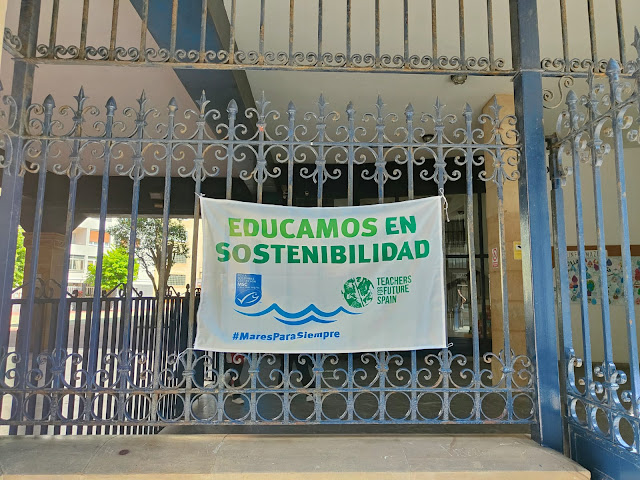 EDUCAMOS EN
SOSTENIBILIDAD
MSC
TEACHERS
FOR FUTURE
SPAIN
#MaresParaSiempre